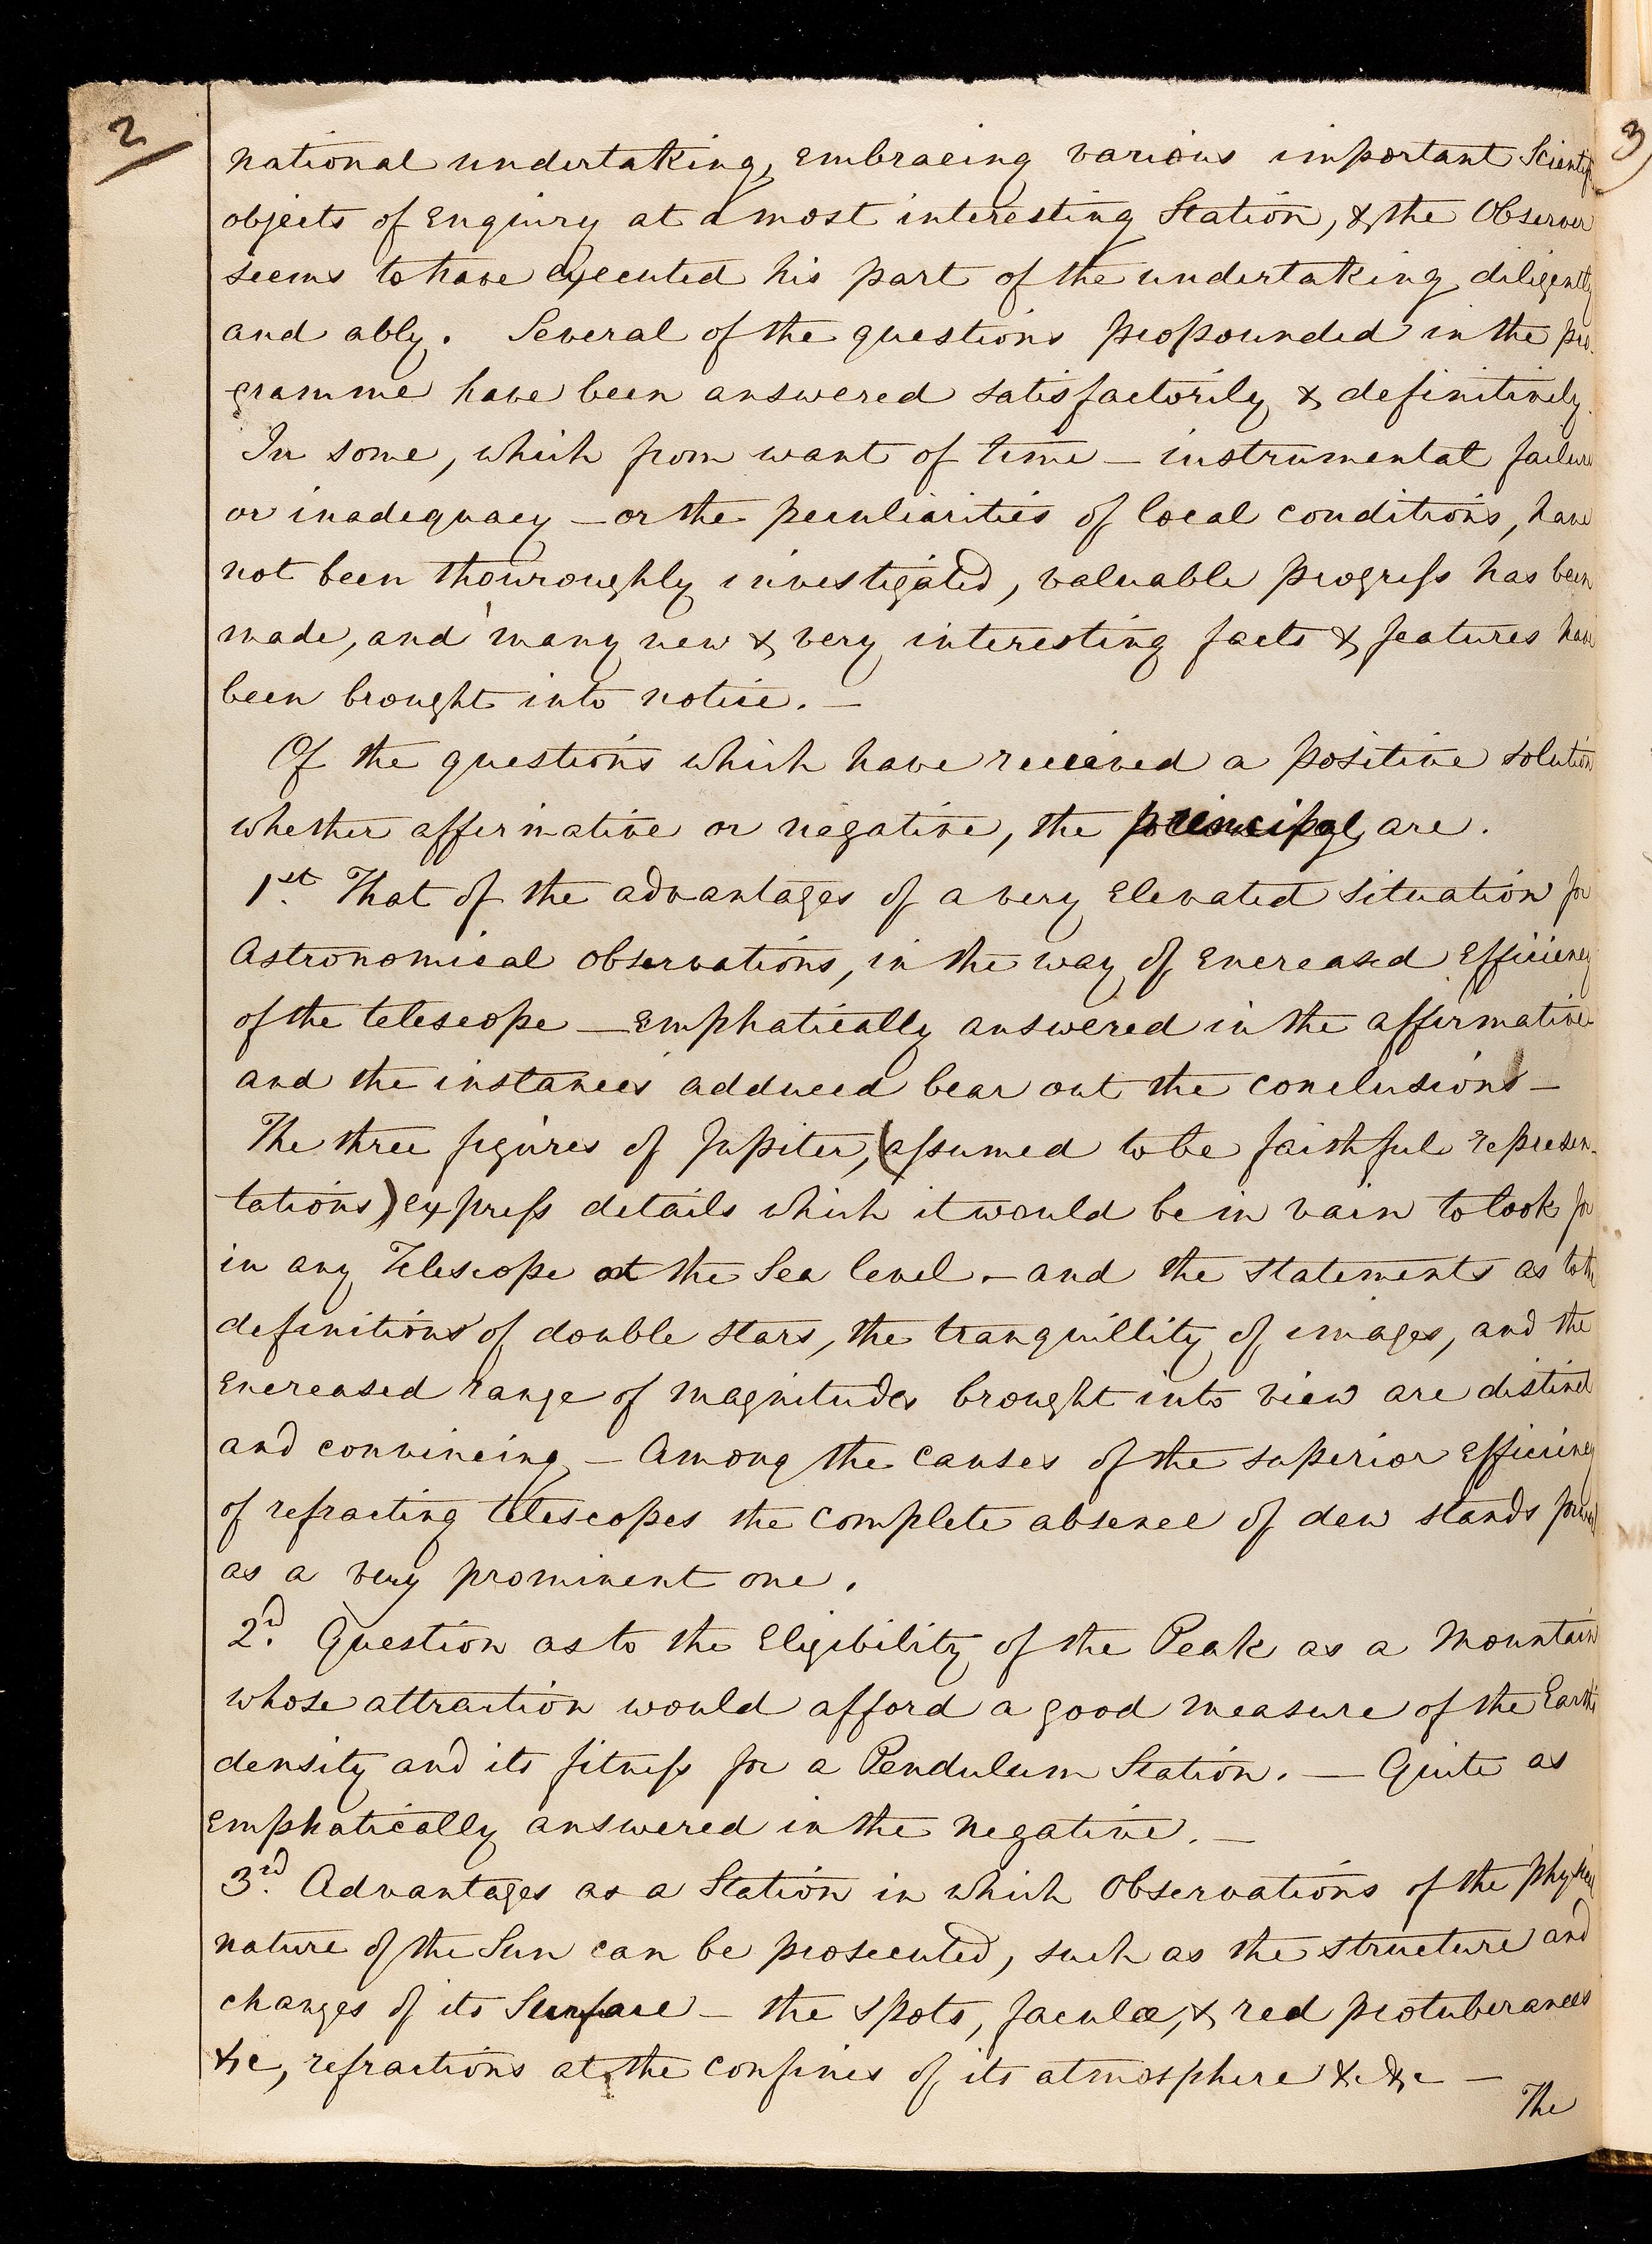 2
3
national undertaking, embracing various important Scientif
objects of Enquiry at a most interesting Station, & the Observer
seems to have executed his part of the undertaking diligently
and ably. Several of the questions propounded in the pro-
gramme have been answered satisfactorily & definitively.
In some, which from want of time — instrumental failure
or inadequacy — or the peculiarities of local conditions, have
not been thouroughly investigated, valuable progress has been
made, and many new & very interesting facts & features have
been brought into notice. —
Of the questions which have received a positive solution
whether affirmative or negative, the principal are.
1st. That of the advantages of a very Elevated Situation for
Astronomical Observations, in the way of Encreased Efficiency
of the telescope — Emphatically answered in the affirmative
and the instances adduced bear out the conclusions —
The three figures of Jupiter, (assumed to be faithful represen-
tations) express details which it would be in vain to look for
in any Telescope at the Sea level — and the statements as to the
definitions of double stars, the tranquillity of images, and the
Encreased range of magnitudes brought into view are distinct
and convincing — Among the causes of the superior Efficiency
of refracting telescopes the complete absence of dew stands forward
as a very prominent one.
2d. Question as to the Eligibility of the Peak as a Mountain
whose attraction would afford a good measure of the Earth's
density and its fitness for a Pendulum Station. — Quite as
Emphatically answered in the Negative. —
3rd. Advantages as a Station in which Observations of the physical
nature of the Sun can be prosecuted, such as the structure and
changes of its Surface — the spots, faculæ, & red protuberances
&c, refractions at the confines of its atmosphere &c &c —
The